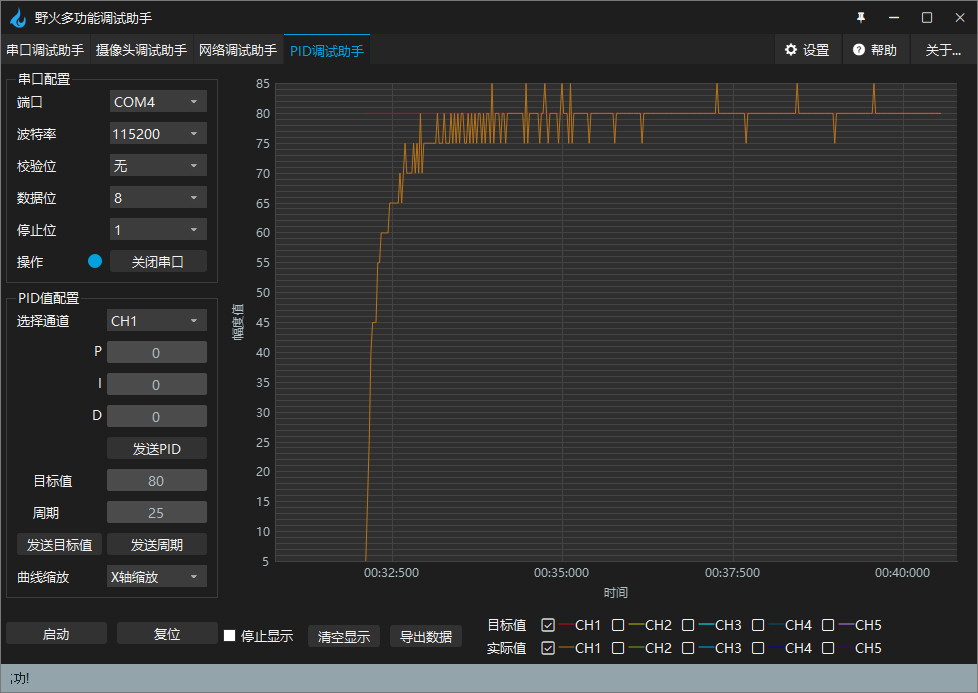 野火多功能调试助手
串口调试助手 摄像头调试助手 网络调试助手 PID调试助手 设置 帮助 关于...
串口配置
端口 COM4
波特率 115200
校验位 无
数据位 8
停止位 1
操作 关闭串口
PID值配置
选择通道 CH1
P 0
I 0
D 0
发送PID
目标值 80
周期 25
发送目标值 发送周期
曲线缩放 X轴缩放
启动 复位
幅度值
85
80
75
70
65
60
55
50
45
40
35
30
25
20
15
10
5
00:32:500 00:35:000 00:37:500 00:40:000
时间
停止显示 清空显示 导出数据
目标值 CH1 CH2 CH3 CH4 CH5
实际值 CH1 CH2 CH3 CH4 CH5
功!